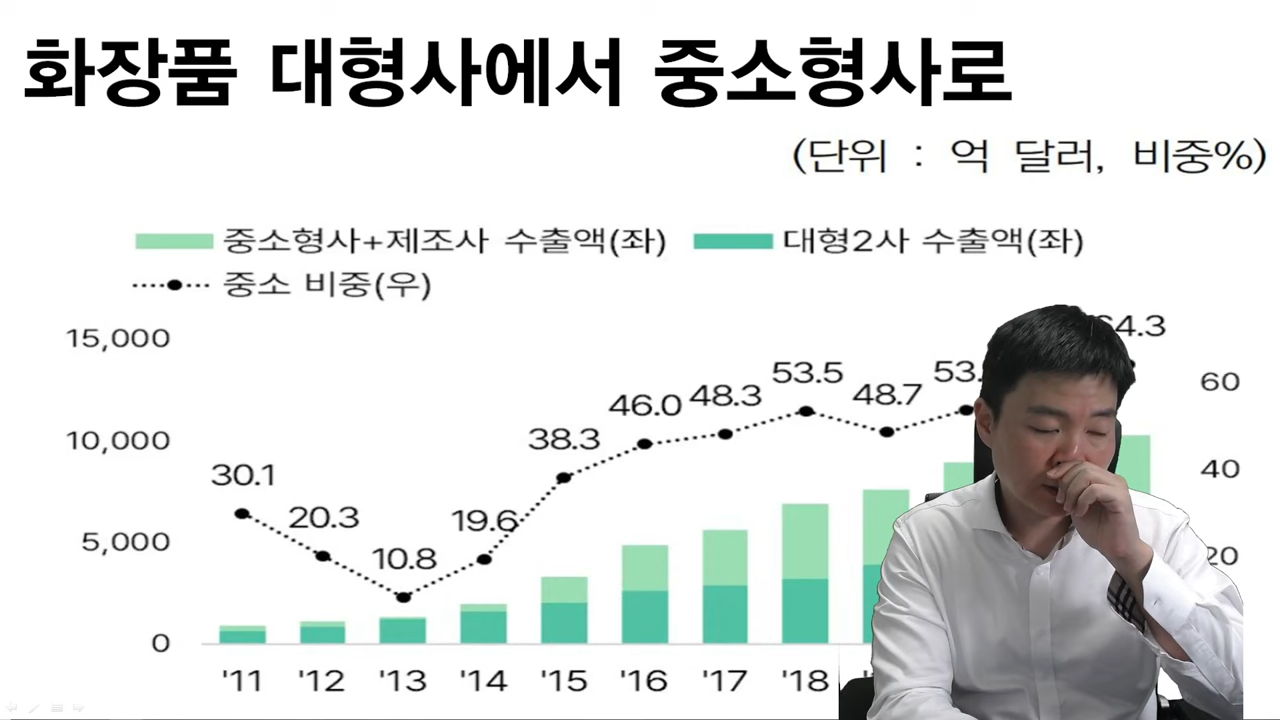 화장품 대형사에서 중소형사로
(단위 : 억 달러, 비중%)
중소형사+제조사 수출액(좌) 대형2사 수출액(좌)
중소 비중(우)
15,000
10,000
5,000
0
60
40
20
30.1 20.3 10.8 19.6 38.3 46.0 48.3 53.5 48.7 53. 64.3
'11 '12 '13 '14 '15 '16 '17 '18